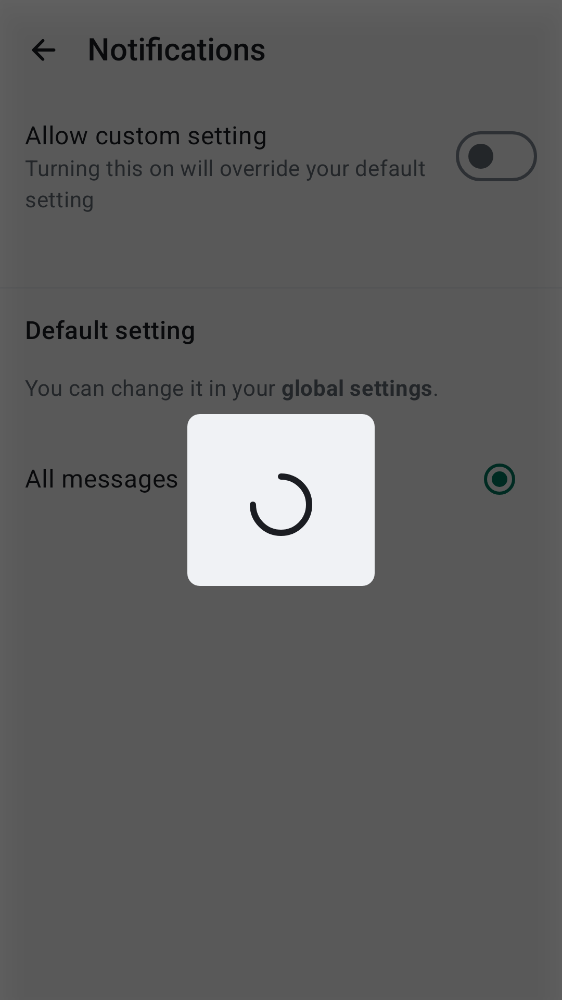 Notifications
Allow custom setting
Turning this on will override your default
setting
Default setting
You can change it in your global settings.
All messages